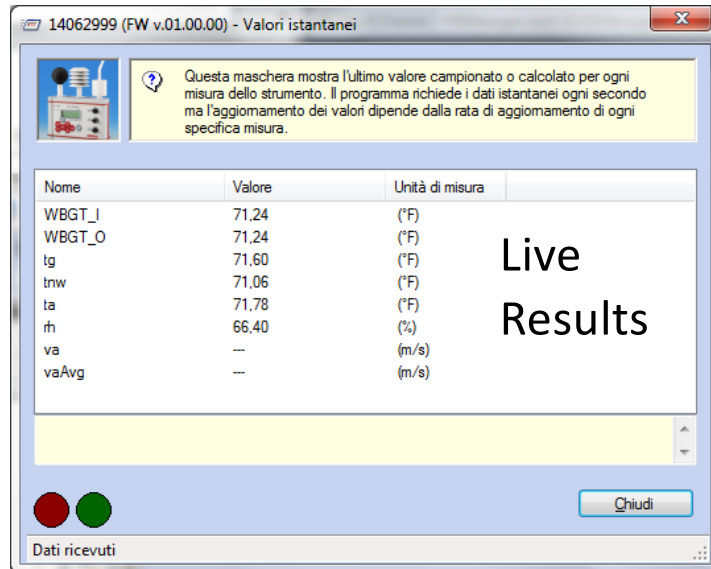 14062999 (FW v.01.00.00) - Valori istantanei
Questa maschera mostra l'ultimo valore campionato o calcolato per ogni
misura dello strumento. Il programma richiede i dati istantanei ogni secondo
ma l'aggiornamento dei valori dipende dalla rata di aggiornamento di ogni
specifica misura.
Nome Valore Unità di misura
WBGT_I 71,24 (°F)
WBGT_O 71,24 (°F)
tg 71,60 (°F)
tnw 71,06 (°F)
ta 71,78 (°F)
rh 66,40 (%)
va --- (m/s)
vaAvg --- (m/s)
Live
Results
Chiudi
Dati ricevuti